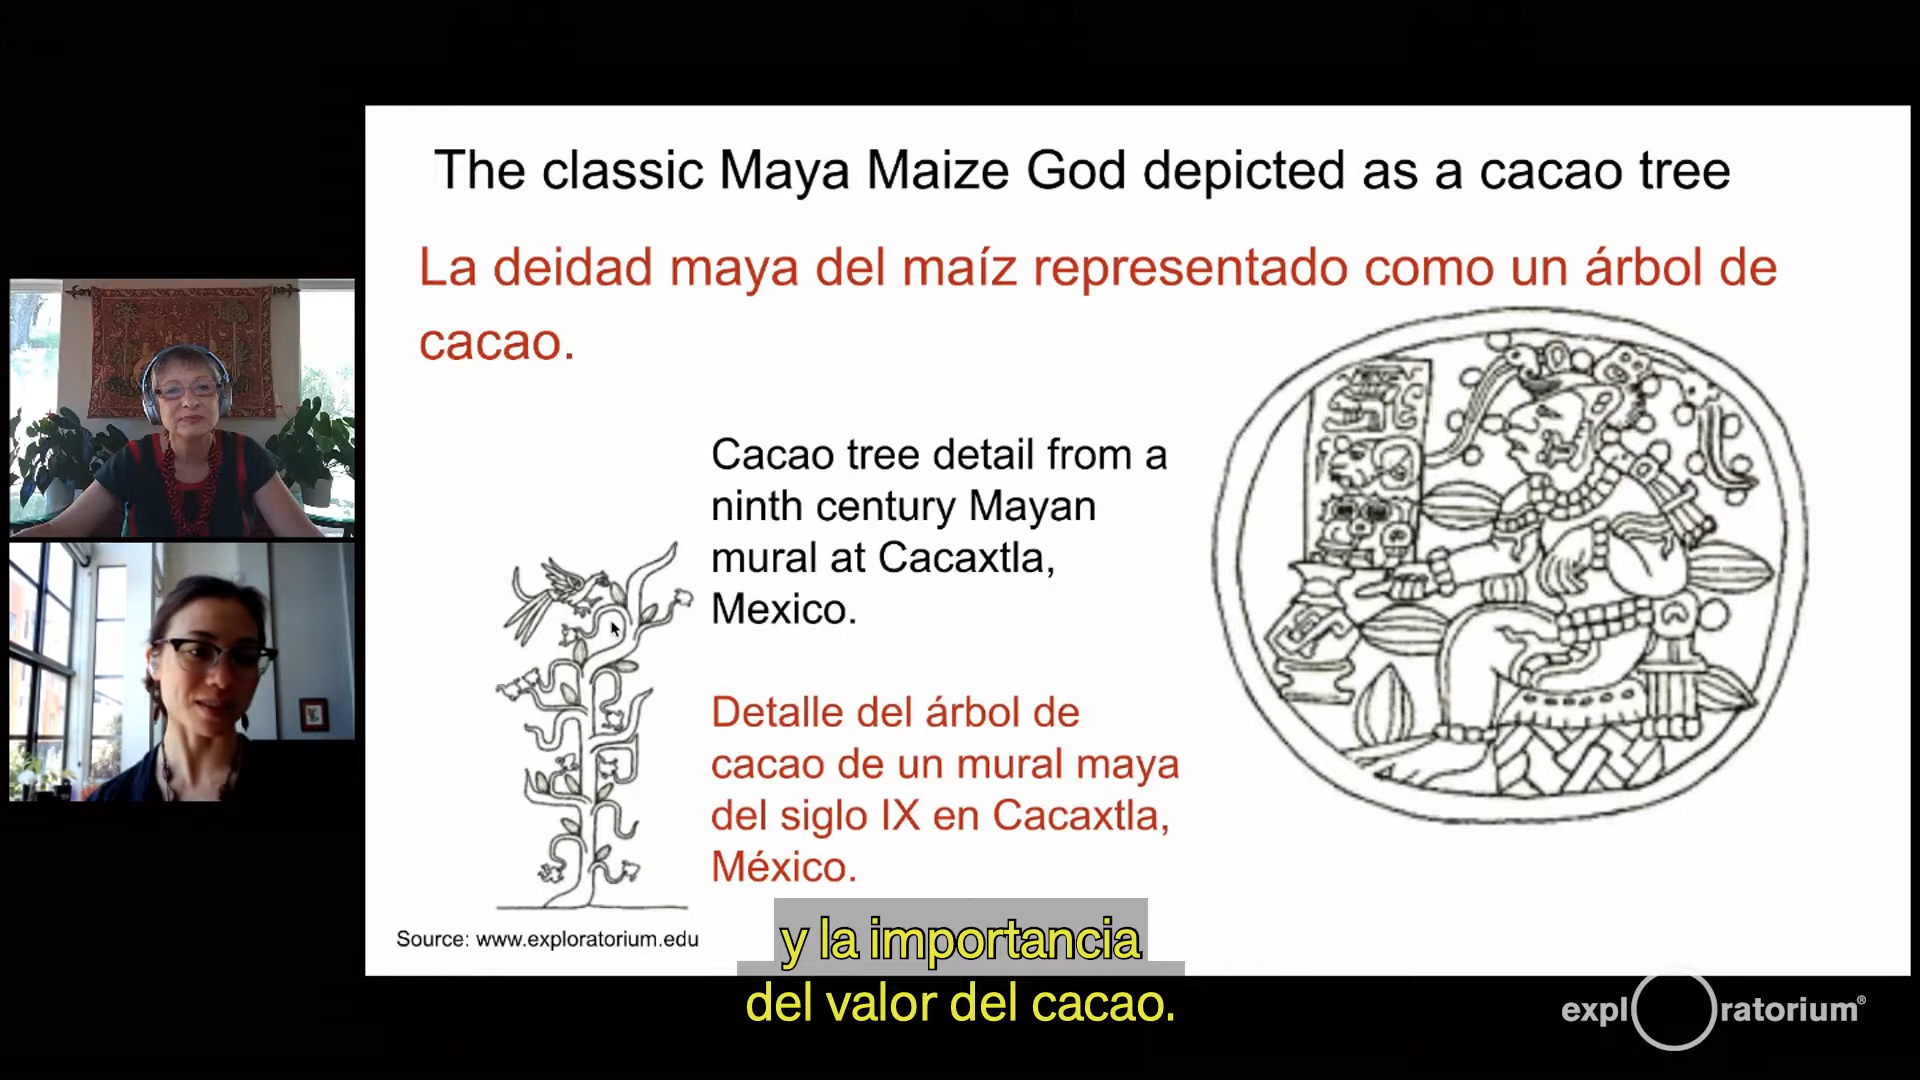 The classic Maya Maize God depicted as a cacao tree
La deidad maya del maíz representado como un árbol de
cacao.
Cacao tree detail from a
ninth century Mayan
mural at Cacaxtla,
Mexico.
Detalle del árbol de
cacao de un mural maya
del siglo IX en Cacaxtla,
México.
Source: www.exploratorium.edu
y la importancia
del valor del cacao.
expl ratorium®